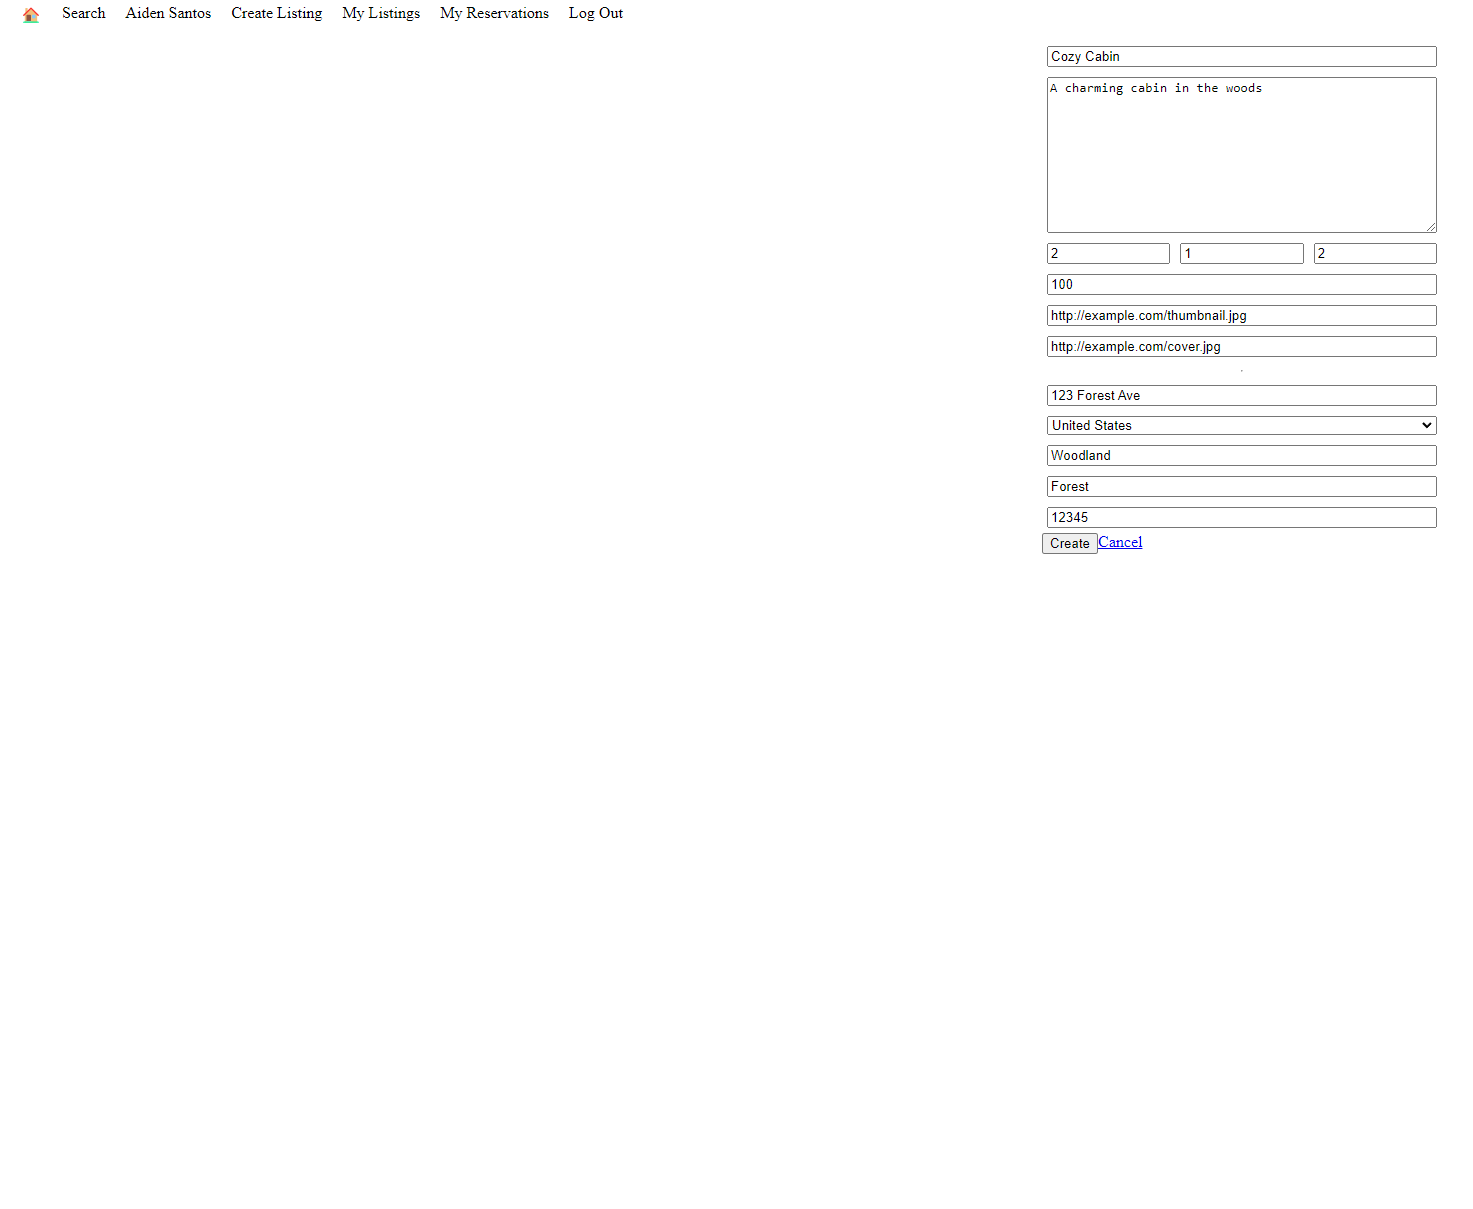 Search Aiden Santos Create Listing My Listings My Reservations Log Out
Cozy Cabin
A charming cabin in the woods
2 1 2
100
http://example.com/thumbnail.jpg
http://example.com/cover.jpg
123 Forest Ave
United States
Woodland
Forest
12345
Create Cancel